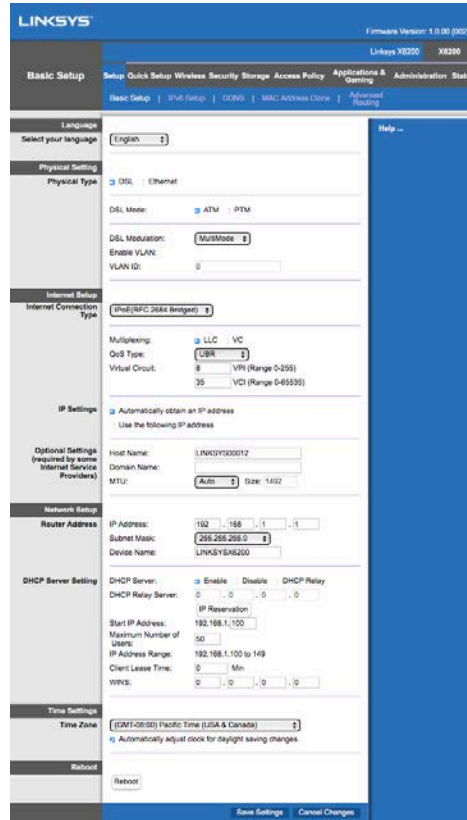 LINKSYS
Firmware Version: 1.0.00 (002
Linksys X6200 X6200
Basic Setup
Setup Quick Setup Wireless Security Storage Access Policy Applications & Gaming Administration Stat
Basic Setup | IPv6 Setup | DDNS | MAC Address Clone | Advanced Routing
Language
Help ...
Select your language English
Physical Setting
Physical Type DSL Ethernet
DSL Mode: ATM PTM
DSL Modulation: MultiMode
Enable VLAN:
VLAN ID: 0
Internet Setup
Internet Connection Type IPoE(RFC 2684 Bridged)
Multiplexing: LLC VC
QoS Type: UBR
Virtual Circuit: 8 VPI (Range 0-255)
35 VCI (Range 0-65535)
IP Settings Automatically obtain an IP address
Use the following IP address
Optional Settings (required by some Internet Service Providers)
Host Name: LINKSYS00012
Domain Name:
MTU: Auto Size: 1492
Network Setup
Router Address IP Address: 192 . 168 . 1 . 1
Subnet Mask: 255.255.255.0
Device Name: LINKSYSX6200
DHCP Server Setting DHCP Server: Enable Disable DHCP Relay
DHCP Relay Server: 0 . 0 . 0 . 0
IP Reservation
Start IP Address: 192.168.1. 100
Maximum Number of Users: 50
IP Address Range: 192.168.1.100 to 149
Client Lease Time: 0 Min
WINS: 0 . 0 . 0 . 0
Time Settings
Time Zone (GMT-08:00) Pacific Time (USA & Canada)
Automatically adjust clock for daylight saving changes.
Reboot
Reboot
Save Settings Cancel Changes